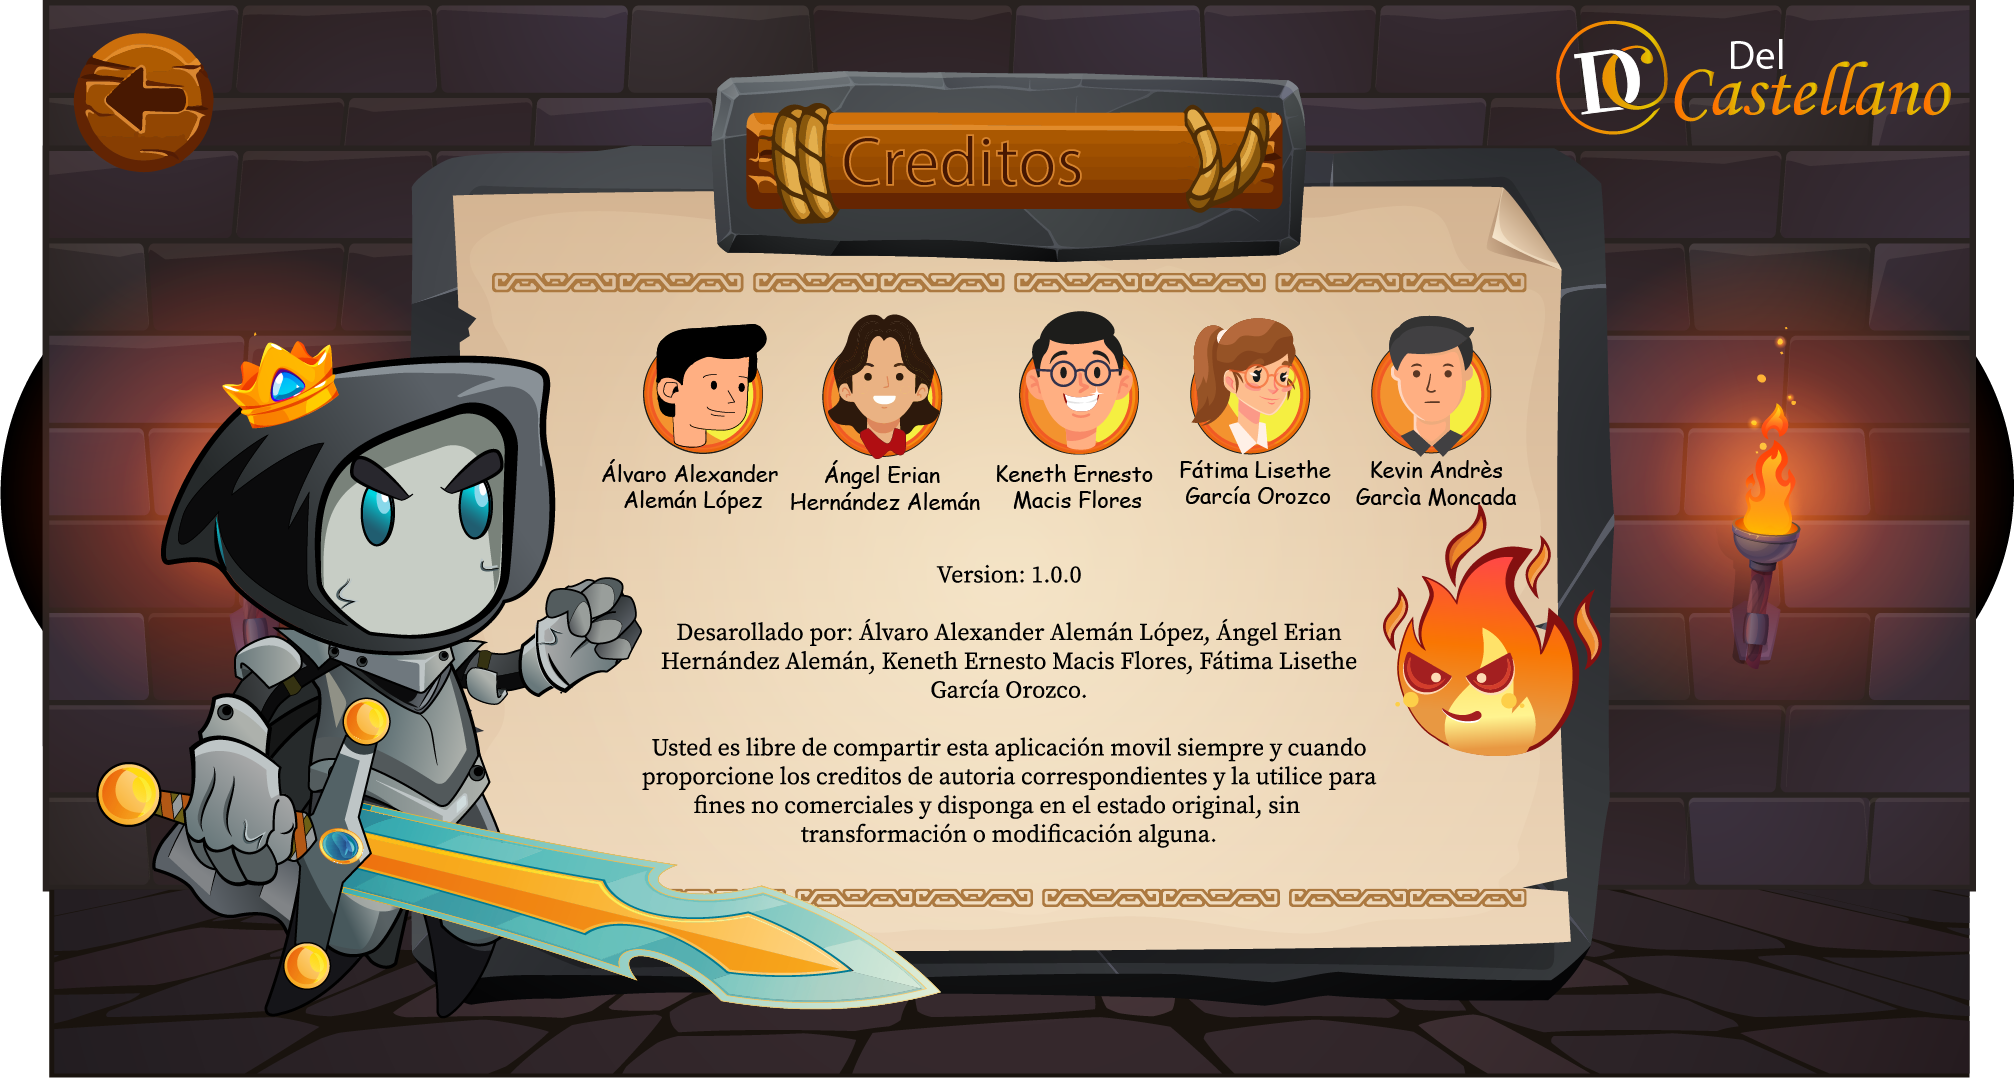 DC Del
Castellano
Creditos
Álvaro Alexander
Alemán López
Ángel Erian
Hernández Alemán
Keneth Ernesto
Macis Flores
Fátima Lisethe
García Orozco
Kevin Andrès
Garcìa Moncada
Version: 1.0.0
Desarollado por: Álvaro Alexander Alemán López, Ángel Erian
Hernández Alemán, Keneth Ernesto Macis Flores, Fátima Lisethe
García Orozco.
Usted es libre de compartir esta aplicación movil siempre y cuando
proporcione los creditos de autoria correspondientes y la utilice para
fines no comerciales y disponga en el estado original, sin
transformación o modificación alguna.